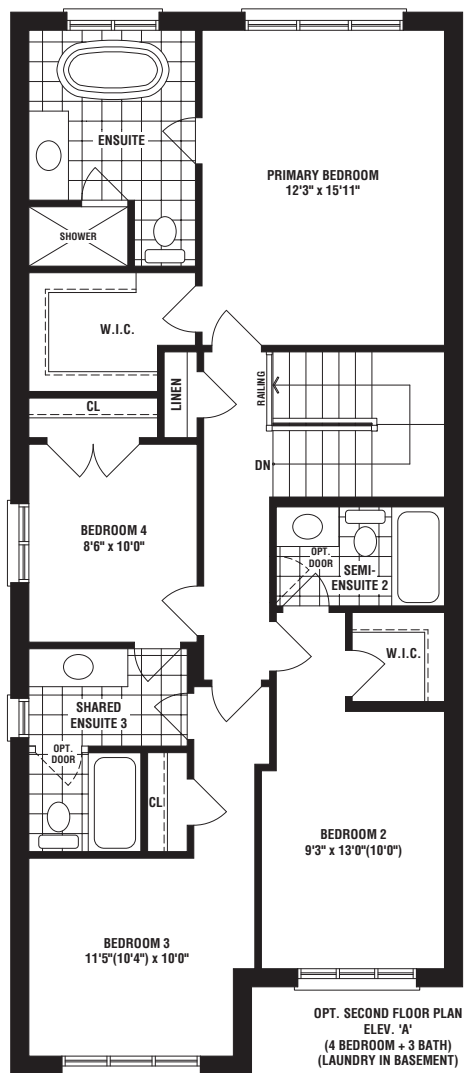 ENSUITE
PRIMARY BEDROOM
12'3" x 15'11"
SHOWER
W.I.C.
LINEN
RAILING
CL
DN
BEDROOM 4
8'6" x 10'0"
OPT.
DOOR
SEMI-
ENSUITE 2
W.I.C.
SHARED
ENSUITE 3
OPT.
DOOR
CL
BEDROOM 2
9'3" x 13'0"(10'0")
BEDROOM 3
11'5"(10'4") x 10'0"
OPT. SECOND FLOOR PLAN
ELEV. 'A'
(4 BEDROOM + 3 BATH)
(LAUNDRY IN BASEMENT)